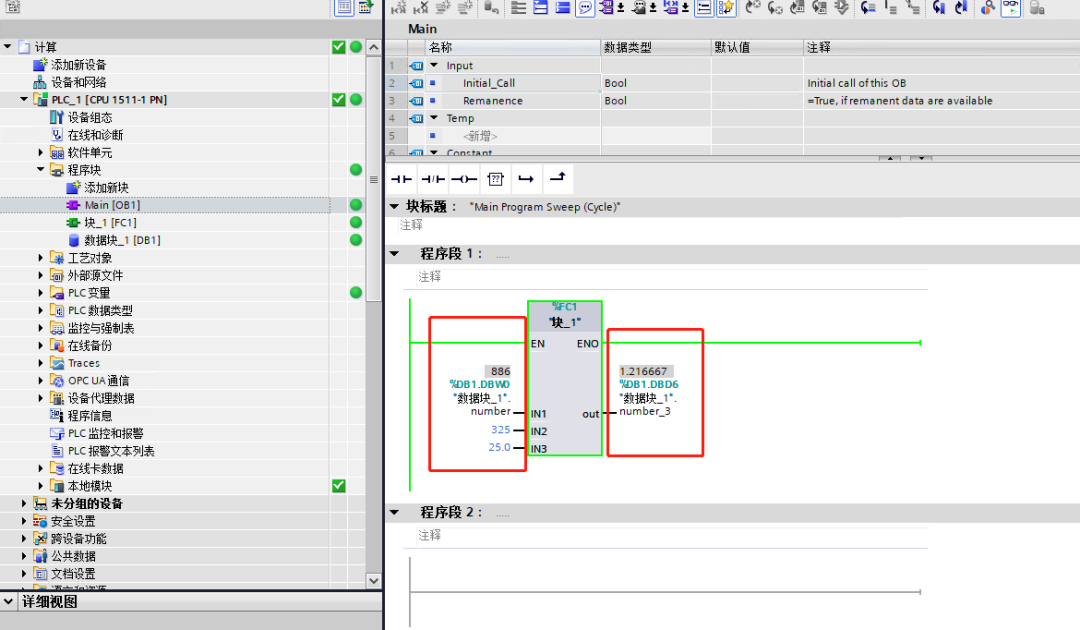 计算
添加新设备
设备和网络
PLC_1 [CPU 1511-1 PN]
设备组态
在线和诊断
软件单元
程序块
添加新块
Main [OB1]
块_1 [FC1]
数据块_1 [DB1]
工艺对象
外部源文件
PLC 变量
PLC 数据类型
监控与强制表
在线备份
Traces
OPC UA 通信
设备代理数据
程序信息
PLC 监控和报警
PLC 报警文本列表
在线卡数据
本地模块
未分组的设备
安全设置
跨设备功能
公共数据
文档设置
语言和资源
详细视图
Main
名称 数据类型 默认值 注释
1 Input
2 Initial_Call Bool Initial call of this OB
3 Remanence Bool =True, if remanent data are available
4 Temp
5 <新增>
6 Constant
块标题： "Main Program Sweep (Cycle)"
注释
程序段 1： .....
注释
%FC1
"块_1"
EN ENO
886 1.216667
%DB1.DBW0 %DB1.DBD6
"数据块_1". "数据块_1".
number IN1 out number_3
325 IN2
25.0 IN3
程序段 2： .....
注释